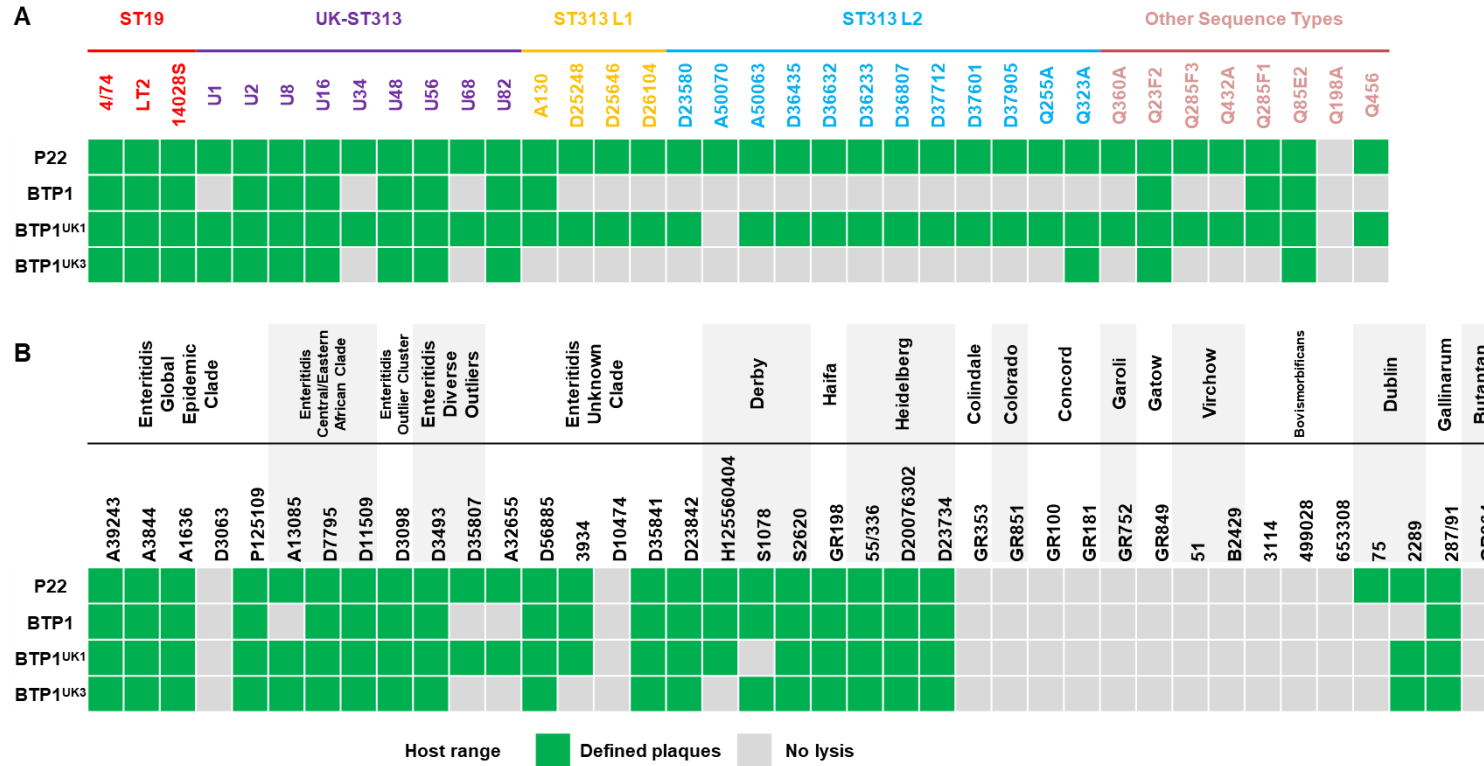 A
ST19 UK-ST313 ST313 L1 ST313 L2 Other Sequence Types
4/74 LT2 14028S U1 U2 U8 U16 U34 U48 U56 U68 U82 A130 D25248 D25646 D26104 D23580 A50070 A50063 D36435 D36632 D36233 D36807 D37712 D37601 D37905 Q255A Q323A Q360A Q23F2 Q285F3 Q432A Q285F1 Q85E2 Q198A Q456
P22
BTP1
BTP1ᵁᴷ¹
BTP1ᵁᴷ³
B
Enteritidis
Global
Epidemic
Clade
Enteritidis
Central/Eastern
African Clade
Enteritidis
Outlier Cluster
Enteritidis
Diverse
Outliers
Enteritidis
Unknown
Clade
Derby
Haifa
Heidelberg
Colindale
Colorado
Concord
Garoli
Gatow
Virchow
Bovismorbificans
Dublin
Gallinarum
Butantan
A39243 A3844 A1636 D3063 P125109 A13085 D7795 D11509 D3098 D3493 D35807 A32655 D56885 3934 D10474 D35841 D23842 H125560404 S1078 S2620 GR198 55/336 D20076302 D23734 GR353 GR851 GR100 GR181 GR752 GR849 51 B2429 3114 499028 653308 75 2289 287/91
P22
BTP1
BTP1ᵁᴷ¹
BTP1ᵁᴷ³
Host range Defined plaques No lysis